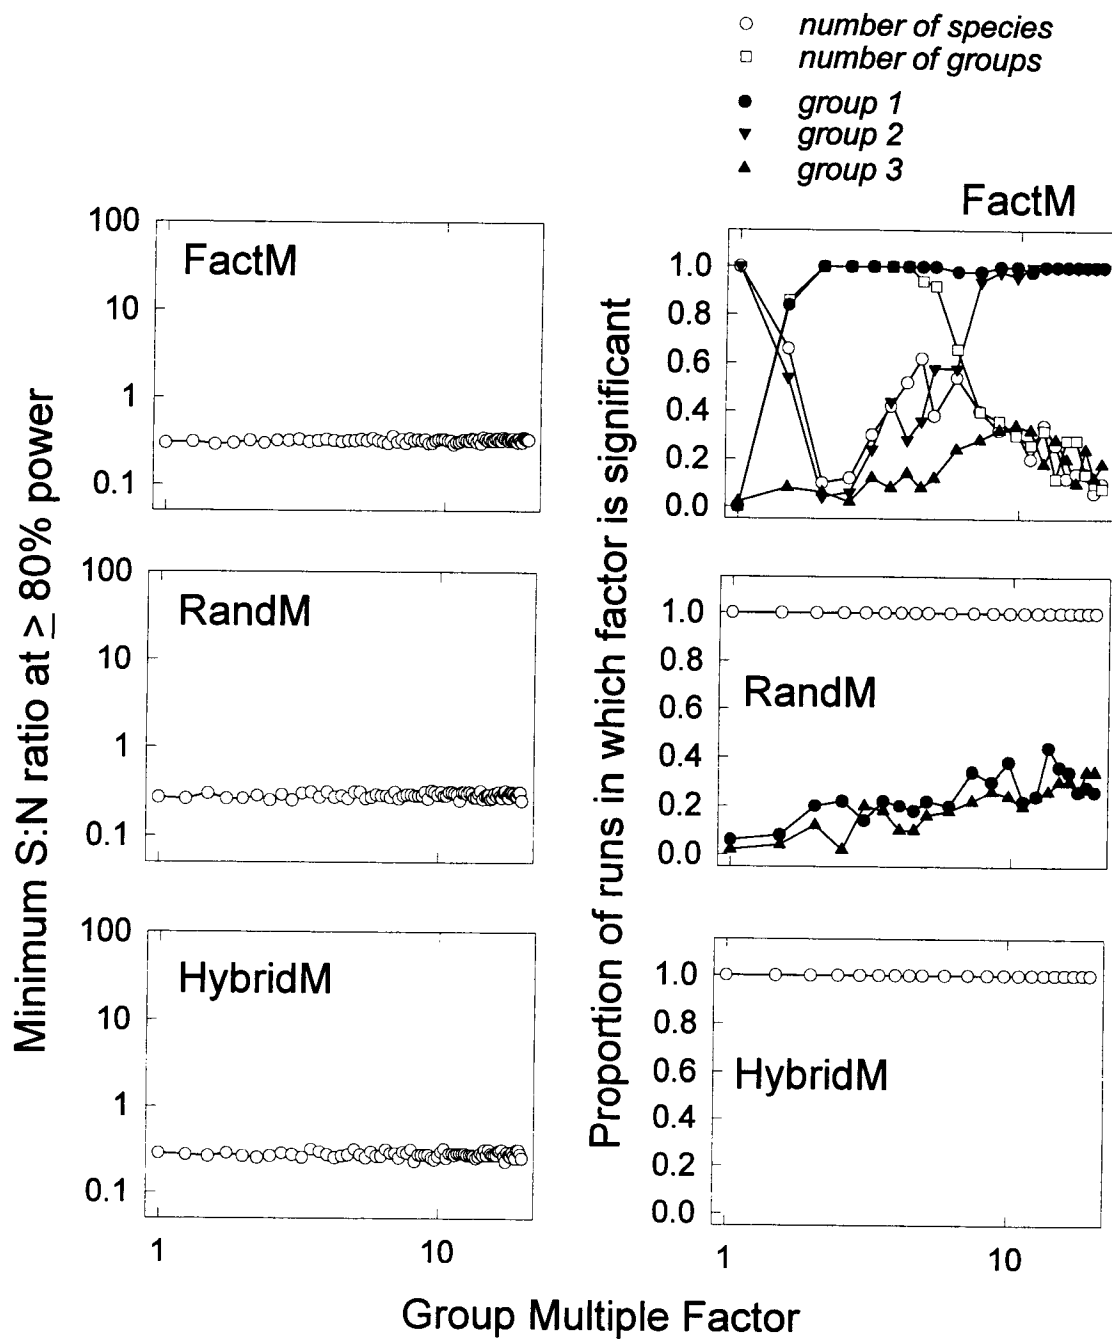 number of species
number of groups
group 1
group 2
group 3
Minimum S:N ratio at ≥ 80% power
100
10
1
0.1
FactM
100
10
1
0.1
RandM
100
10
1
0.1
HybridM
1
10
Proportion of runs in which factor is significant
FactM
1.0
0.8
0.6
0.4
0.2
0.0
1.0
0.8
0.6
0.4
0.2
0.0
RandM
1.0
0.8
0.6
0.4
0.2
0.0
HybridM
1
10
Group Multiple Factor